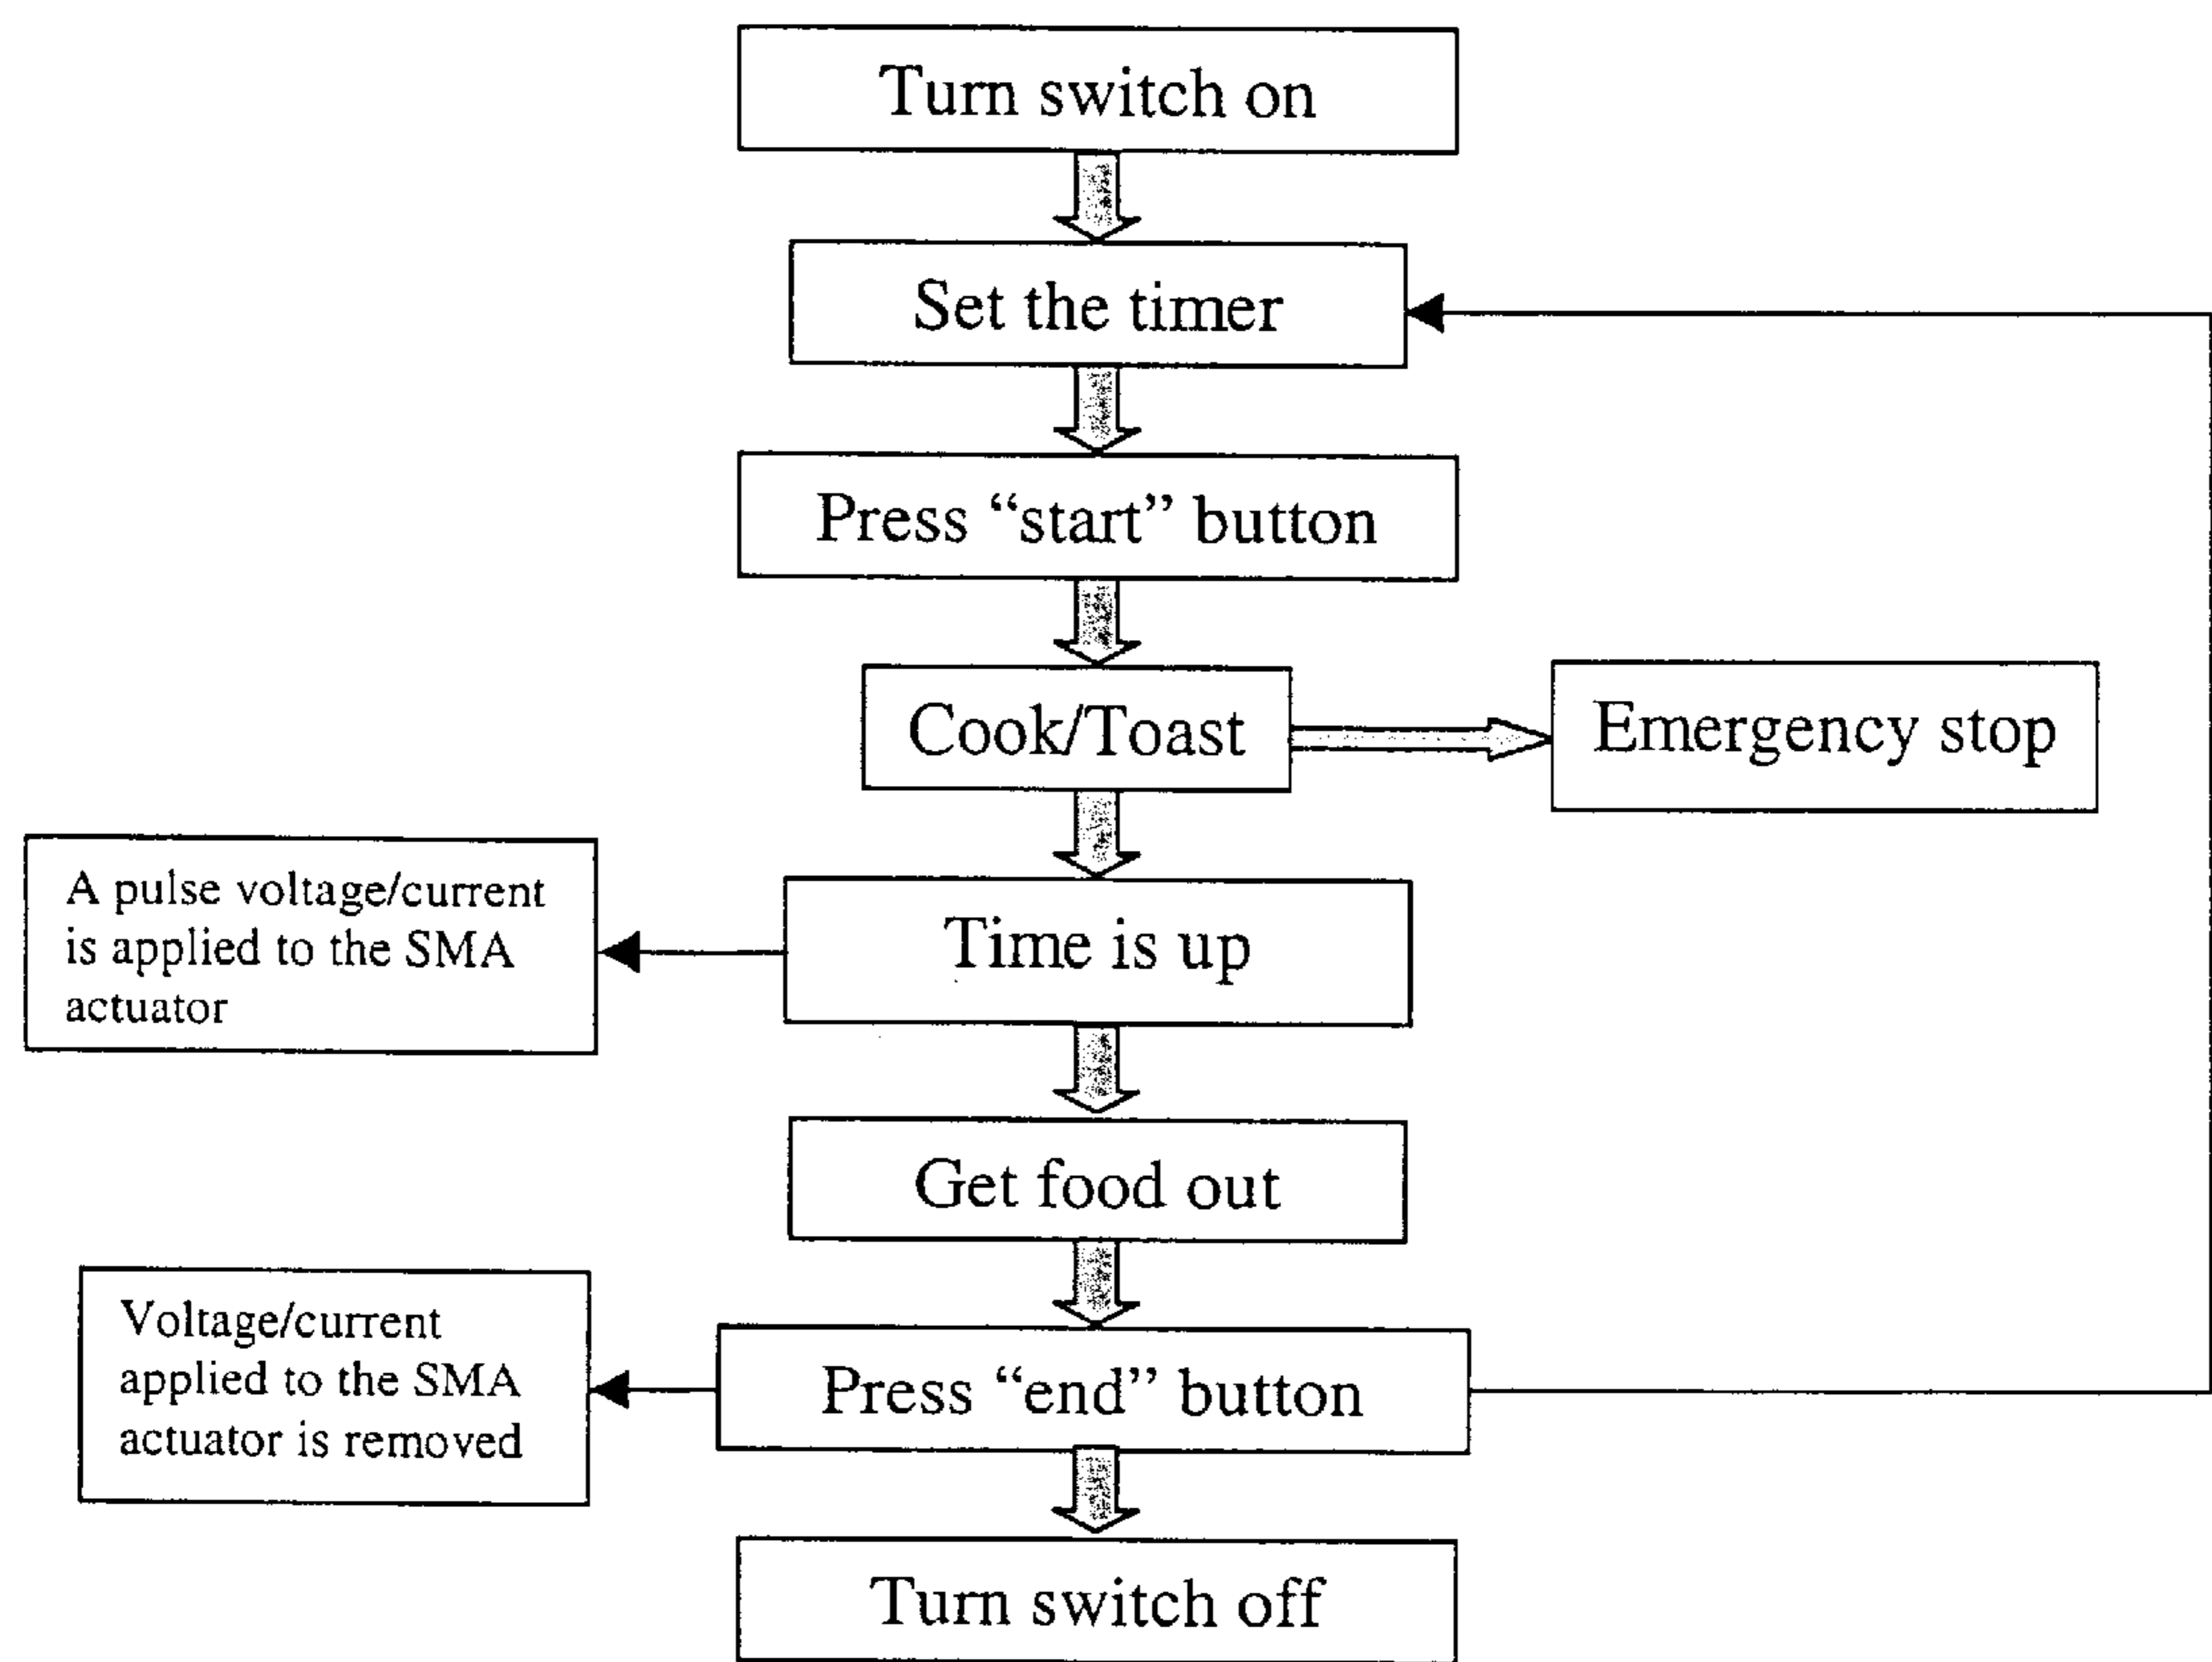 Turn switch on
Set the timer
Press “start” button
Cook/Toast
Emergency stop
A pulse voltage/current
is applied to the SMA
actuator
Time is up
Get food out
Voltage/current
applied to the SMA
actuator is removed
Press “end” button
Turn switch off